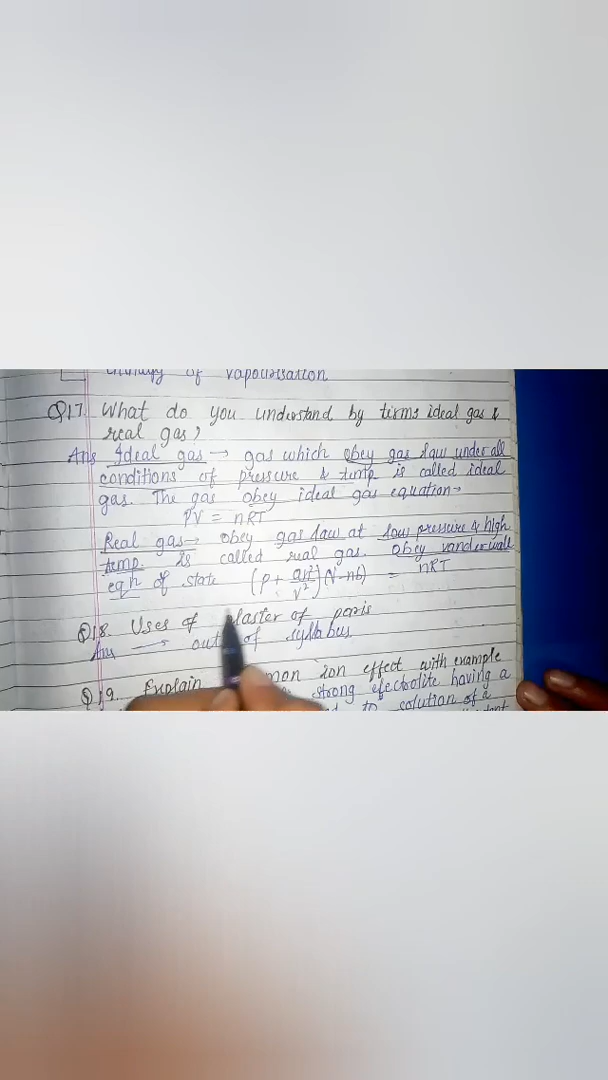 of vapourisation
Q17. What do you understand by terms ideal gas &
real gas?
Ans Ideal gas → gas which obey gas law under all
conditions of pressure & temp is called ideal
gas. The gas obey ideal gas equation→
PV = nRT
Real gas→ obey gas law at low pressure & high
temp. is called real gas. obey vanderwall
eqn of state (P + an²/v²) (V-nb) = nRT
Q18. Uses of plaster of paris
Ans → out of syllabus
Q19. Explain ion effect with example
strong electrolite having a
to solution of a